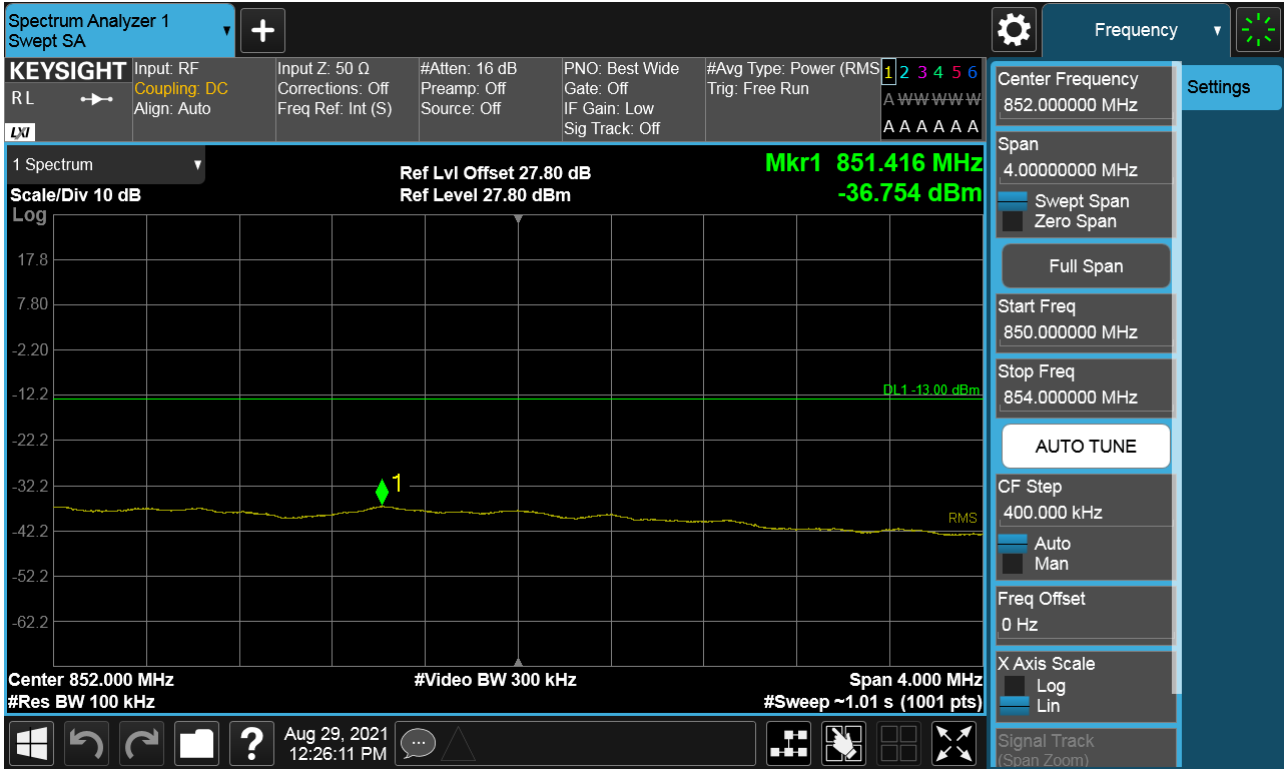 Spectrum Analyzer 1
Swept SA
Frequency
KEYSIGHT
R L
LXI
Input: RF
Coupling: DC
Align: Auto
Input Z: 50 Ω
Corrections: Off
Freq Ref: Int (S)
#Atten: 16 dB
Preamp: Off
Source: Off
PNO: Best Wide
Gate: Off
IF Gain: Low
Sig Track: Off
#Avg Type: Power (RMS
Trig: Free Run
1 2 3 4 5 6
A W W W W W
A A A A A A
1 Spectrum
Scale/Div 10 dB
Log
Ref Lvl Offset 27.80 dB
Ref Level 27.80 dBm
Mkr1 851.416 MHz
-36.754 dBm
17.8
7.80
-2.20
-12.2
-22.2
-32.2
-42.2
-52.2
-62.2
DL1 -13.00 dBm
1
RMS
Center 852.000 MHz
#Res BW 100 kHz
#Video BW 300 kHz
Span 4.000 MHz
#Sweep ~1.01 s (1001 pts)
Center Frequency
852.000000 MHz
Span
4.00000000 MHz
Swept Span
Zero Span
Full Span
Start Freq
850.000000 MHz
Stop Freq
854.000000 MHz
AUTO TUNE
CF Step
400.000 kHz
Auto
Man
Freq Offset
0 Hz
X Axis Scale
Log
Lin
Signal Track
(Span Zoom)
Settings
?
Aug 29, 2021
12:26:11 PM